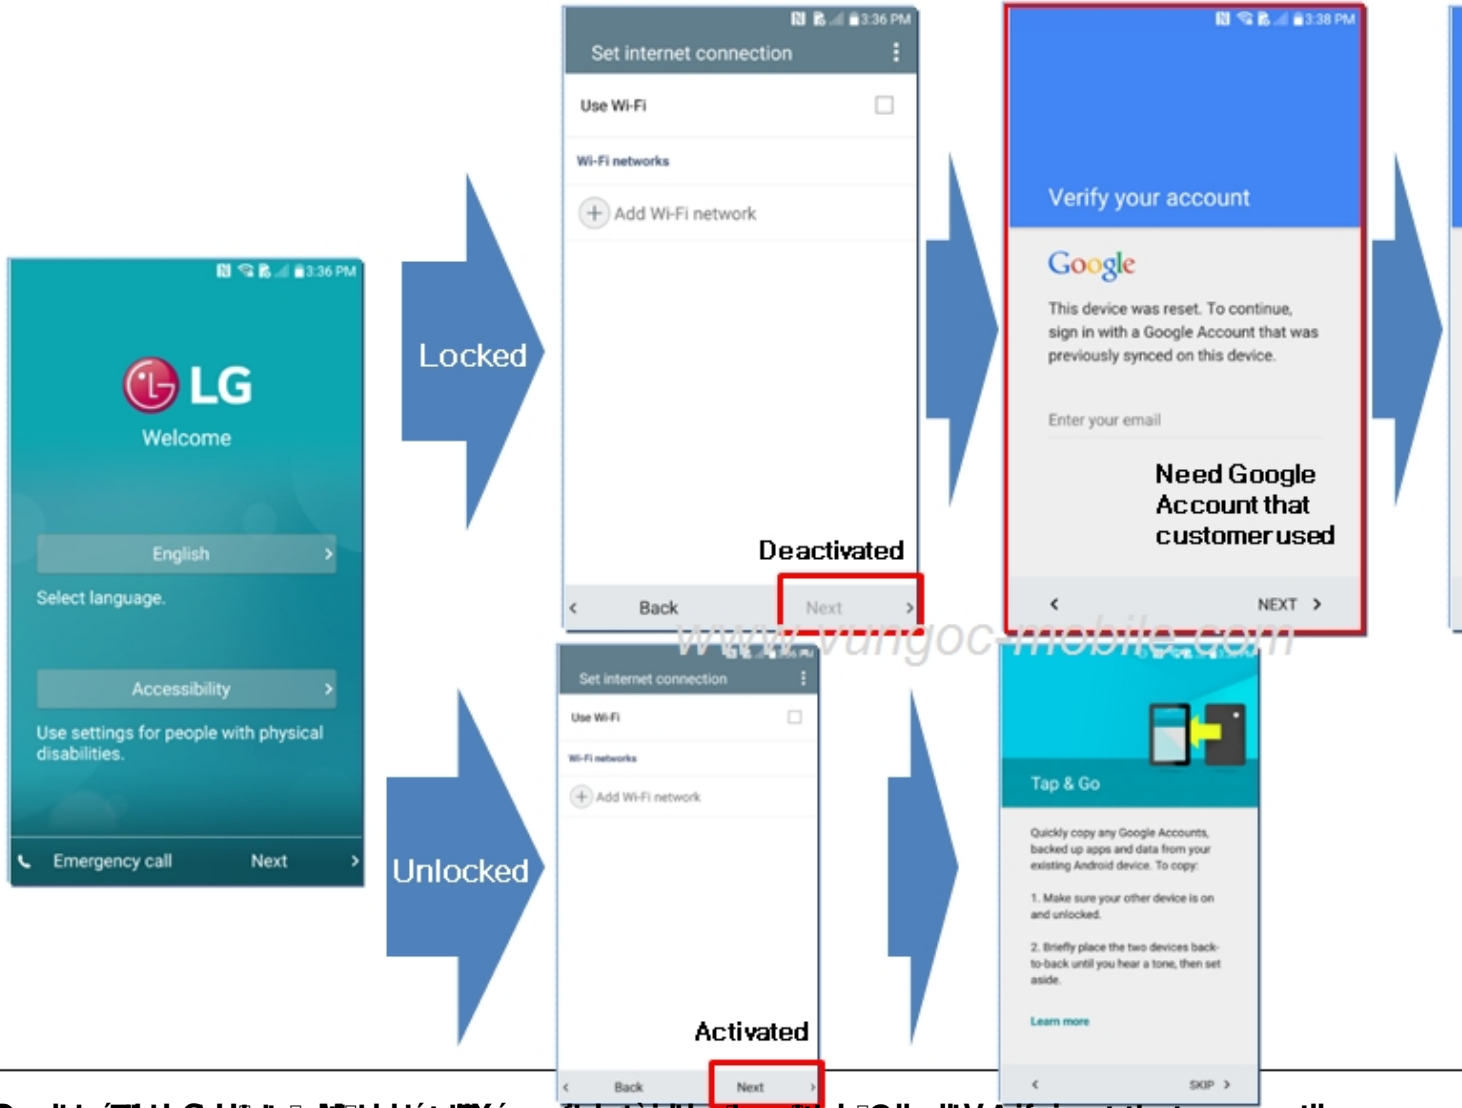 3:36 PM
LG
Welcome
English
Select language.
Accessibility
Use settings for people with physical
disabilities.
Emergency call
Next
Locked
3:36 PM
Set internet connection
Use Wi-Fi
Wi-Fi networks
Add Wi-Fi network
Deactivated
Back
Next
3:38 PM
Verify your account
Google
This device was reset. To continue,
sign in with a Google Account that was
previously synced on this device.
Enter your email
Need Google
Account that
customer used
NEXT
www.vungoc-mobile.com
Unlocked
Set internet connection
Use Wi-Fi
Wi-Fi networks
Add Wi-Fi network
Activated
Back
Next
Tap & Go
Quickly copy any Google Accounts,
backed up apps and data from your
existing Android device. To copy:
1. Make sure your other device is on
and unlocked.
2. Briefly place the two devices back-
to-back until you hear a tone, then set
aside.
Learn more
SKIP